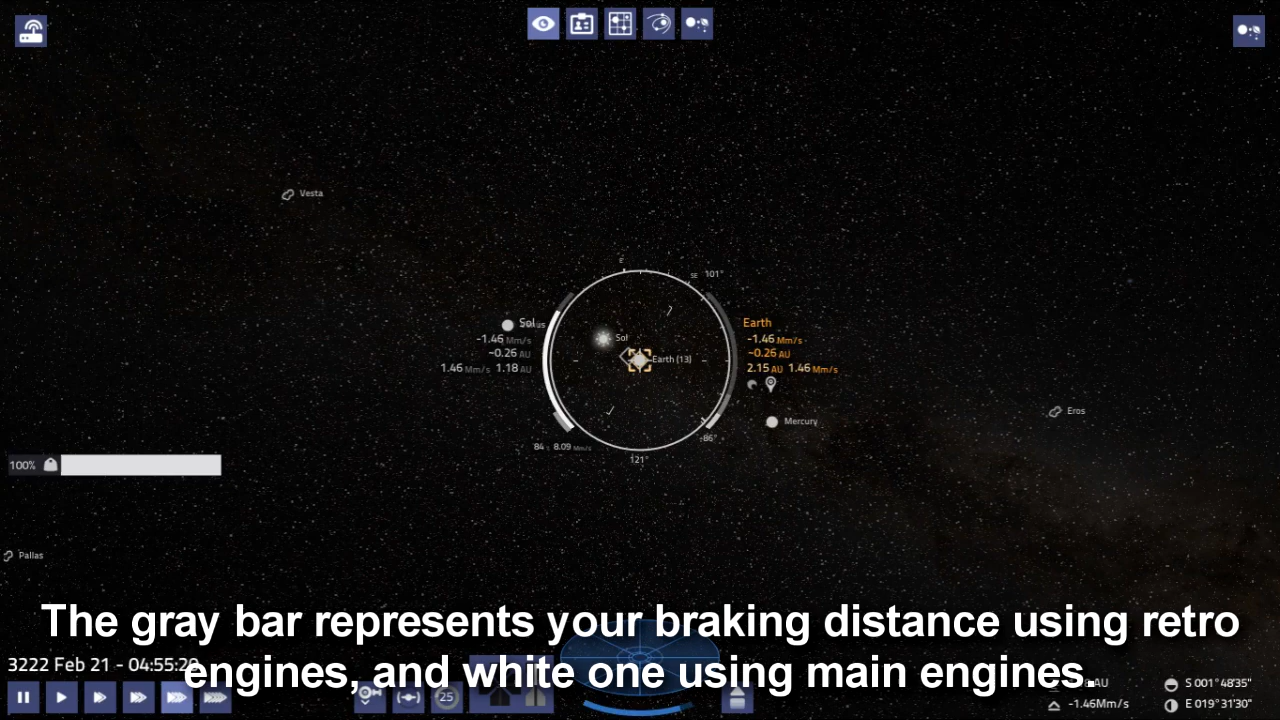 Vesta
E
SE 101°
Sol
-1.46 Mm/s
-0.26 AU
1.46 Mm/s 1.18 AU
Sol
Earth (13)
Earth
-1.46 Mm/s
-0.26 AU
2.15 AU 1.46 Mm/s
Mercury
Eros
84 : 8.09 Mm/s
-86°
121°
100%
Pallas
The gray bar represents your braking distance using retro
engines, and white one using main engines.
3222 Feb 21 - 04:55:28
25
AU
-1.46Mm/s
S 001°48'35"
E 019°31'30"